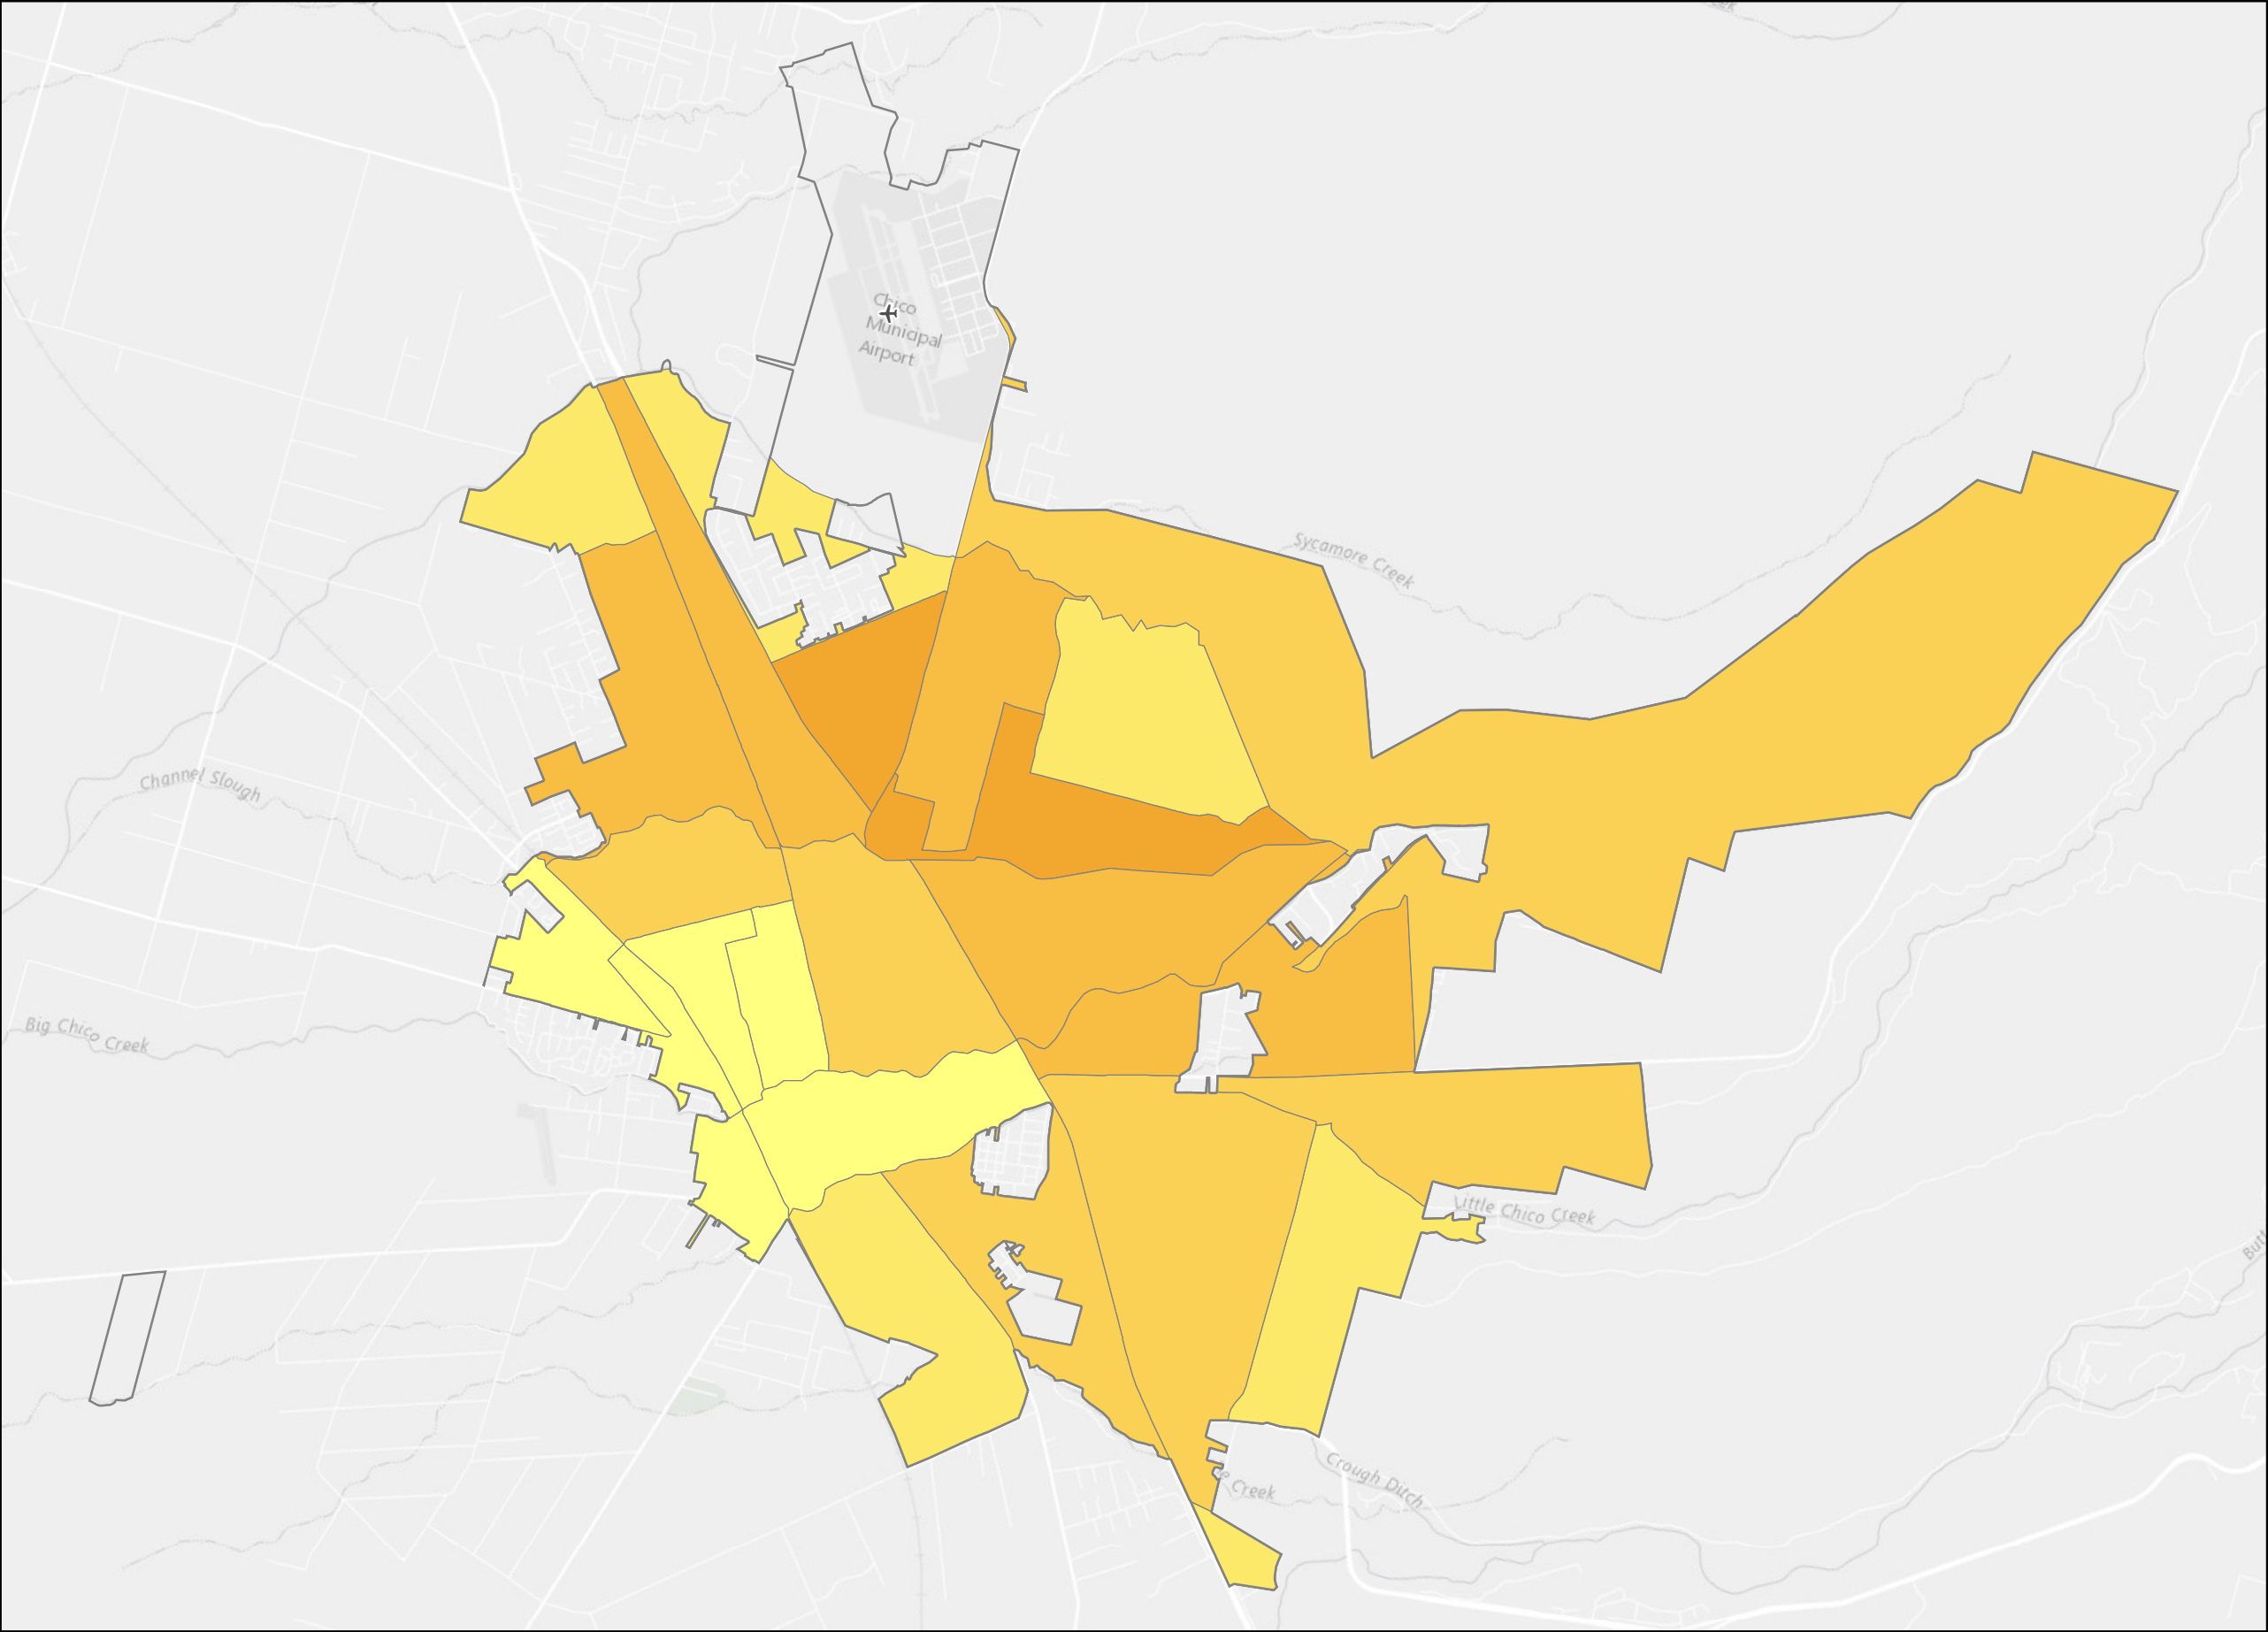 Chico
Municipal
Airport
Sycamore Creek
Channel Slough
Big Chico Creek
Little Chico Creek
Crough Ditch
Creek